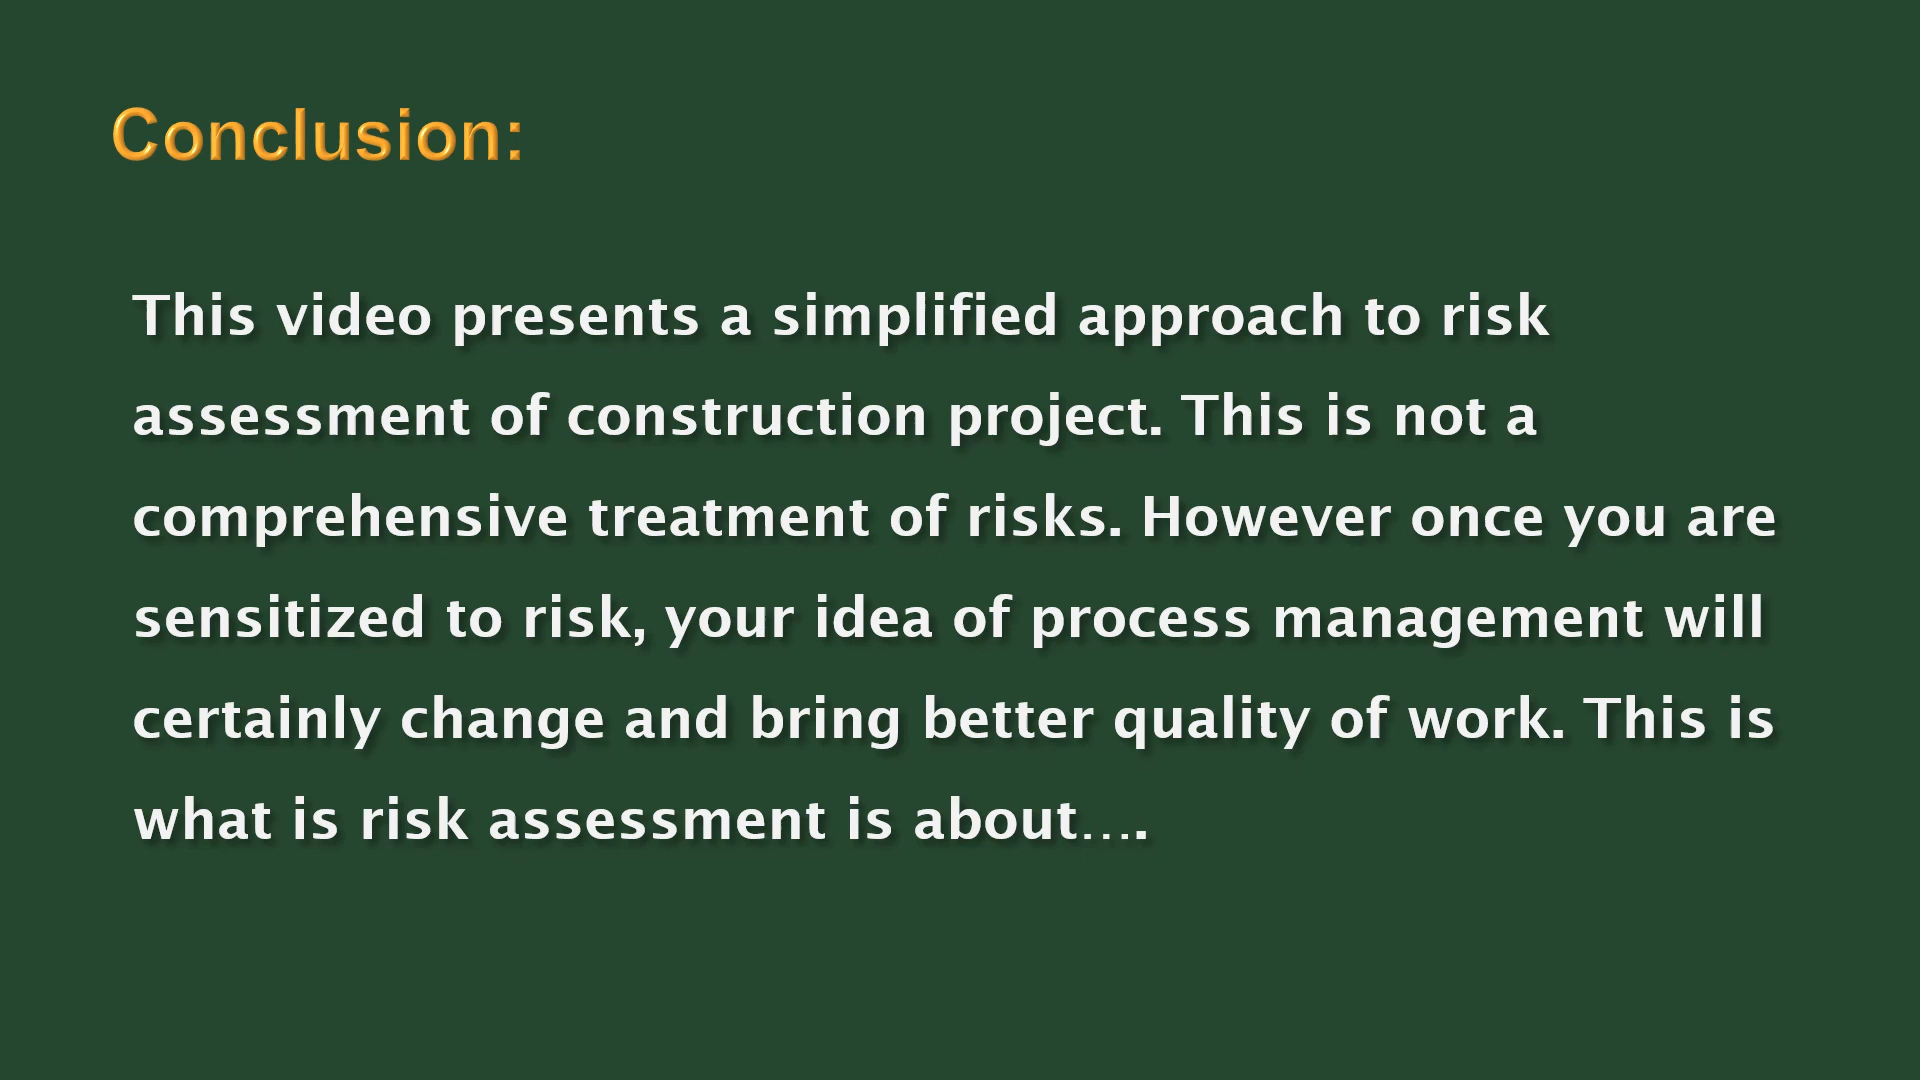 Conclusion:
This video presents a simplified approach to risk
assessment of construction project. This is not a
comprehensive treatment of risks. However once you are
sensitized to risk, your idea of process management will
certainly change and bring better quality of work. This is
what is risk assessment is about….